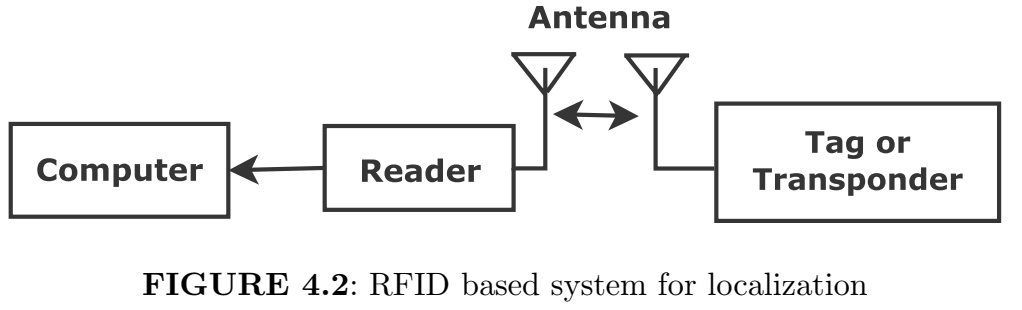 Antenna
Computer
Reader
Tag or
Transponder
FIGURE 4.2: RFID based system for localization